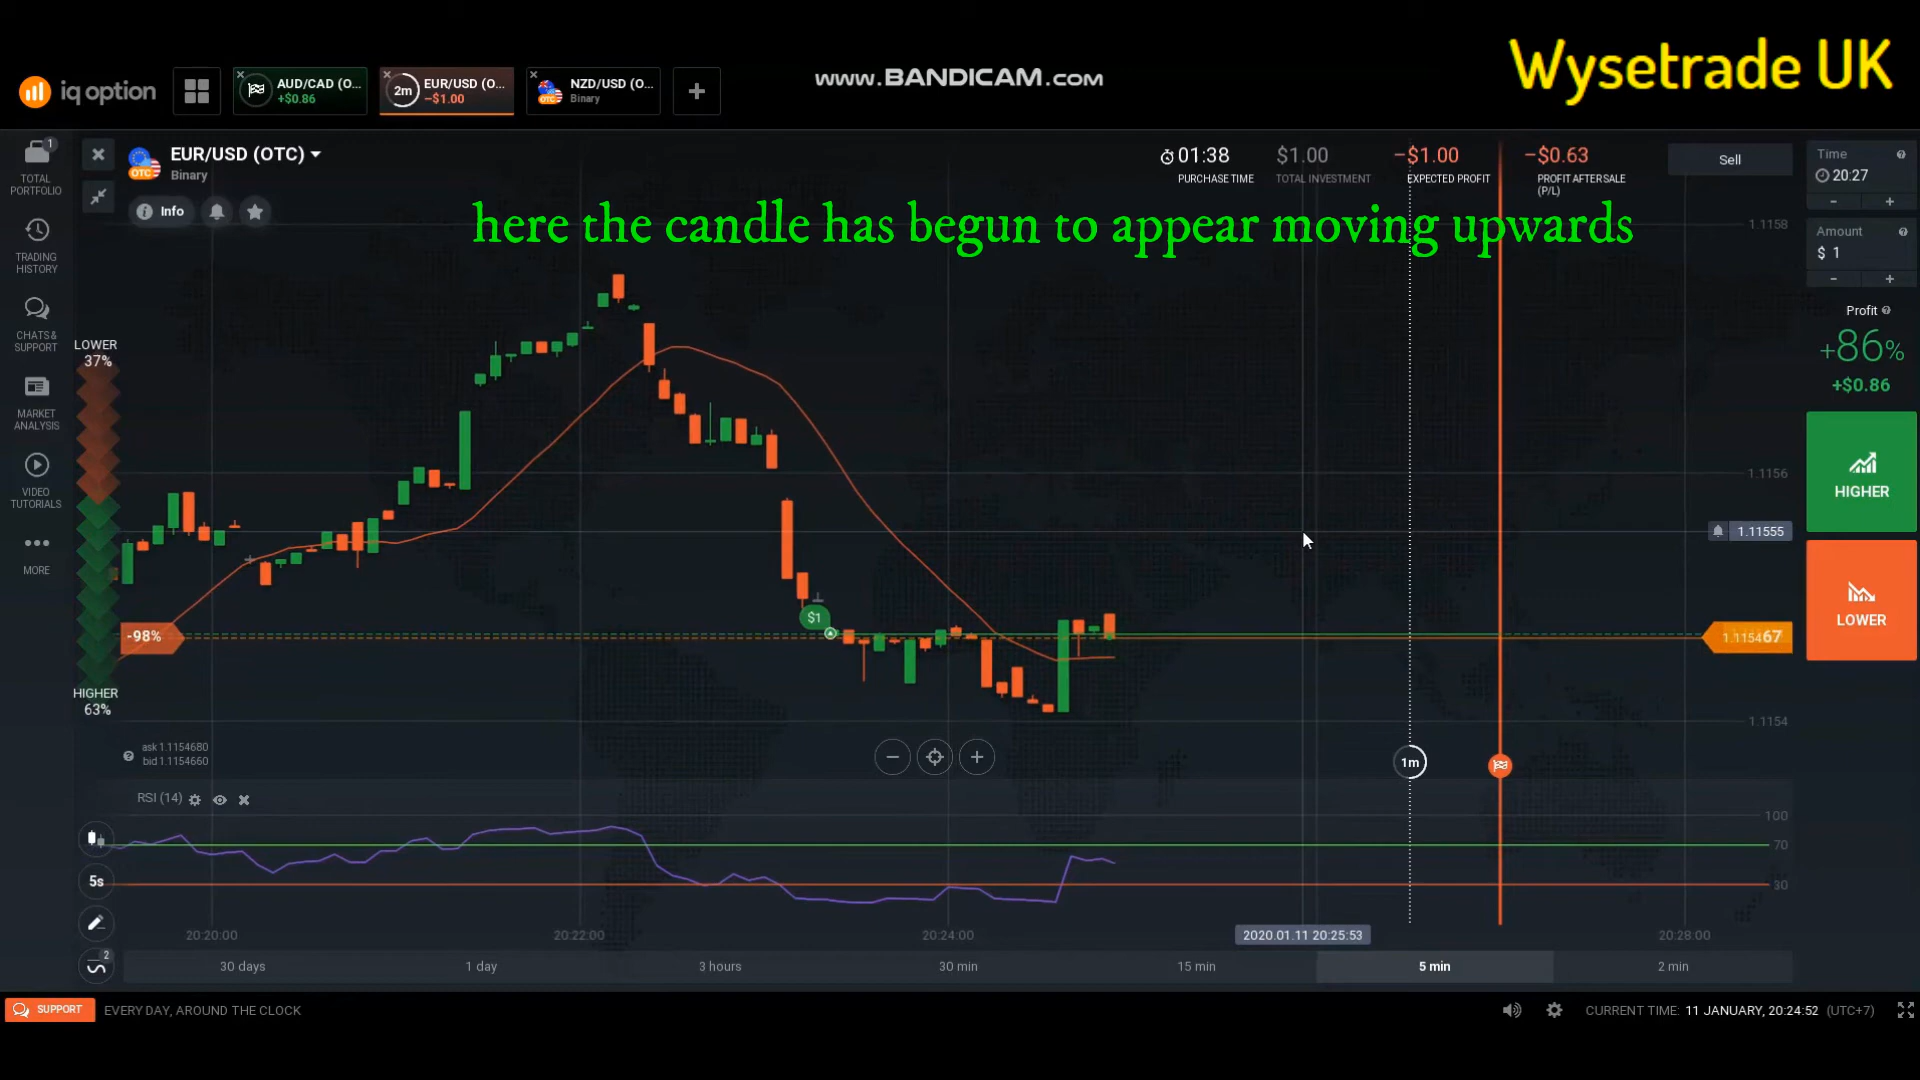 Wysetrade UK
www.BANDICAM.com
iq option
AUD/CAD (O...
+$0.86
2m
EUR/USD (O...
−$1.00
NZD/USD (O...
Binary
OTC
1
TOTAL
PORTFOLIO
EUR/USD (OTC)
Binary
OTC
01:38
PURCHASE TIME
$1.00
TOTAL INVESTMENT
−$1.00
EXPECTED PROFIT
−$0.63
PROFIT AFTER SALE
(P/L)
Sell
Time
20:27
- +
Info
here the candle has begun to appear moving upwards
1.1158
Amount
$ 1
- +
TRADING
HISTORY
Profit
+86%
+$0.86
CHATS &
SUPPORT
LOWER
37%
MARKET
ANALYSIS
1.1156
HIGHER
VIDEO
TUTORIALS
1.11555
MORE
LOWER
$1
-98%
1.115467
HIGHER
63%
1.1154
ask 1.1154680
bid 1.1154660
1m
RSI (14)
100
70
5s
30
20:20:00
20:22:00
20:24:00
2020.01.11 20:25:53
20:28:00
2
30 days
1 day
3 hours
30 min
15 min
5 min
2 min
SUPPORT
EVERY DAY, AROUND THE CLOCK
CURRENT TIME: 11 JANUARY, 20:24:52 (UTC+7)